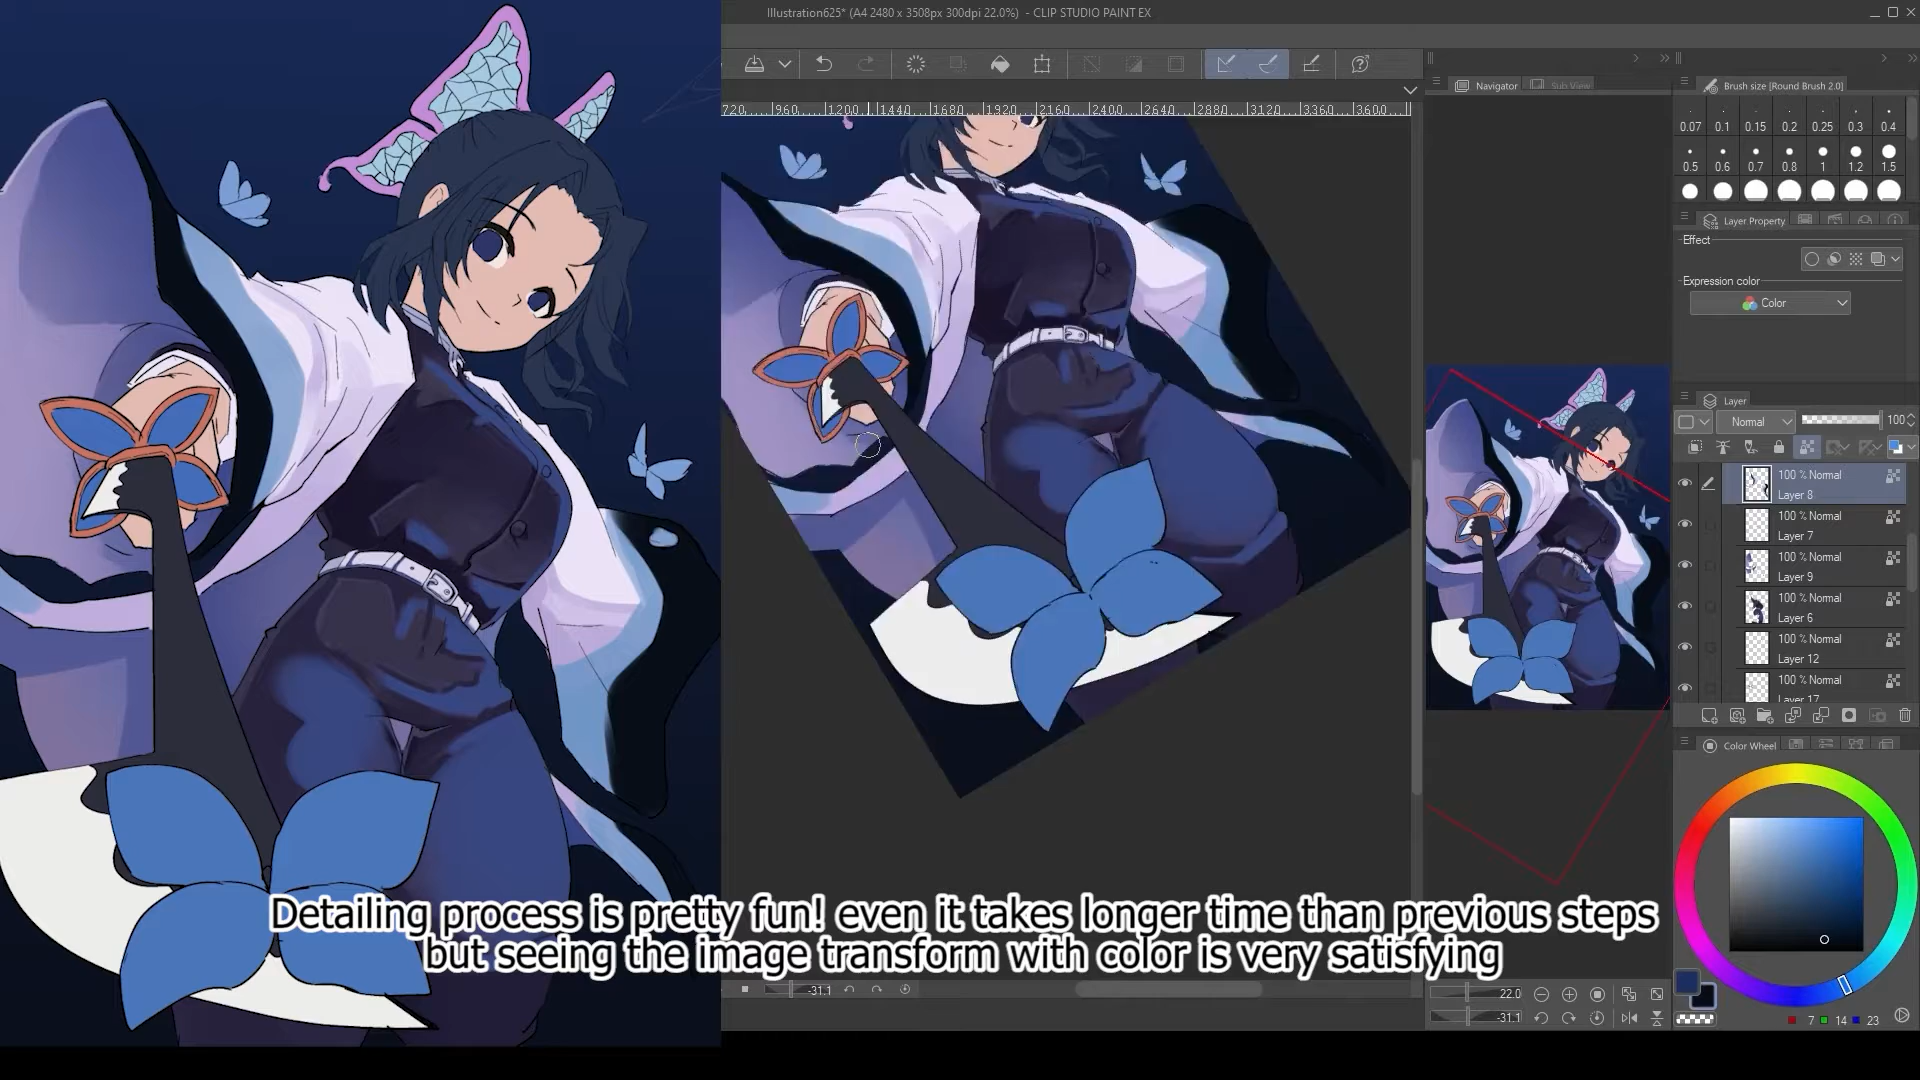 Illustration625* (A4 2480 x 3508px 300dpi 22.0%) - CLIP STUDIO PAINT EX
Navigator
Sub View
Brush size [Round Brush 2.0]
720 960 1200 1440 1680 1920 2160 2400 2640 2880 3120 3360 3600
0.07 0.1 0.15 0.2 0.25 0.3 0.4
0.5 0.6 0.7 0.8 1 1.2 1.5
Layer Property
Effect
Expression color
Color
Layer
Normal 100
100 % Normal
Layer 8
100 % Normal
Layer 7
100 % Normal
Layer 9
100 % Normal
Layer 6
100 % Normal
Layer 12
100 % Normal
Layer 17
Color Wheel
Detailing process is pretty fun! even it takes longer time than previous steps
but seeing the image transform with color is very satisfying
-31.1
22.0
-31.1
7 14 23